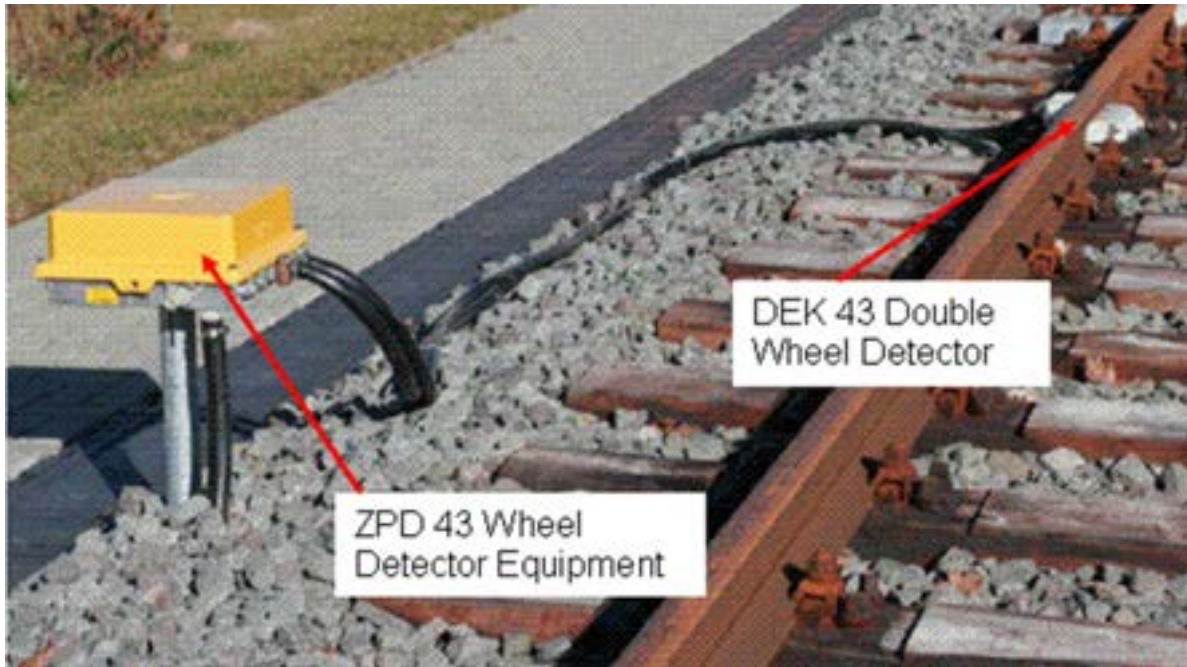 DEK 43 Double
Wheel Detector
ZPD 43 Wheel
Detector Equipment